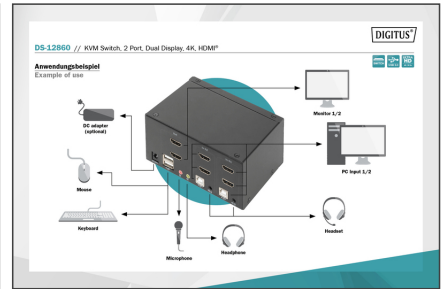 DIGITUS®
DS-12860 // KVM Switch, 2 Port, Dual Display, 4K, HDMI®
Anwendungsbeispiel
Example of use
Monitor 1/2
DC adapter
(optional)
PC Input 1/2
Mouse
Keyboard
Headset
Headphone
Microphone